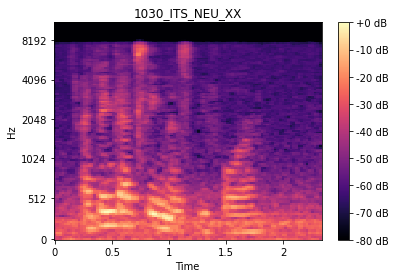 1030_ITS_NEU_XX
+0 dB
8192
-10 dB
4096
-20 dB
-30 dB
2048
Hz
-40 dB
1024
-50 dB
512
-60 dB
-70 dB
0
-80 dB
0
0.5
1
1.5
2
Time